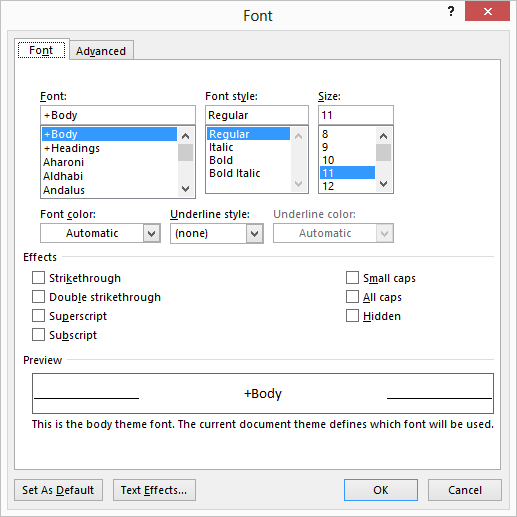 Font
?
Font Advanced
Font: Font style: Size:
+Body Regular 11
+Body Regular 8
+Headings Italic 9
Aharoni Bold 10
Aldhabi Bold Italic 11
Andalus 12
Font color: Underline style: Underline color:
Automatic (none) Automatic
Effects
Strikethrough Small caps
Double strikethrough All caps
Superscript Hidden
Subscript
Preview
+Body
This is the body theme font. The current document theme defines which font will be used.
Set As Default Text Effects... OK Cancel